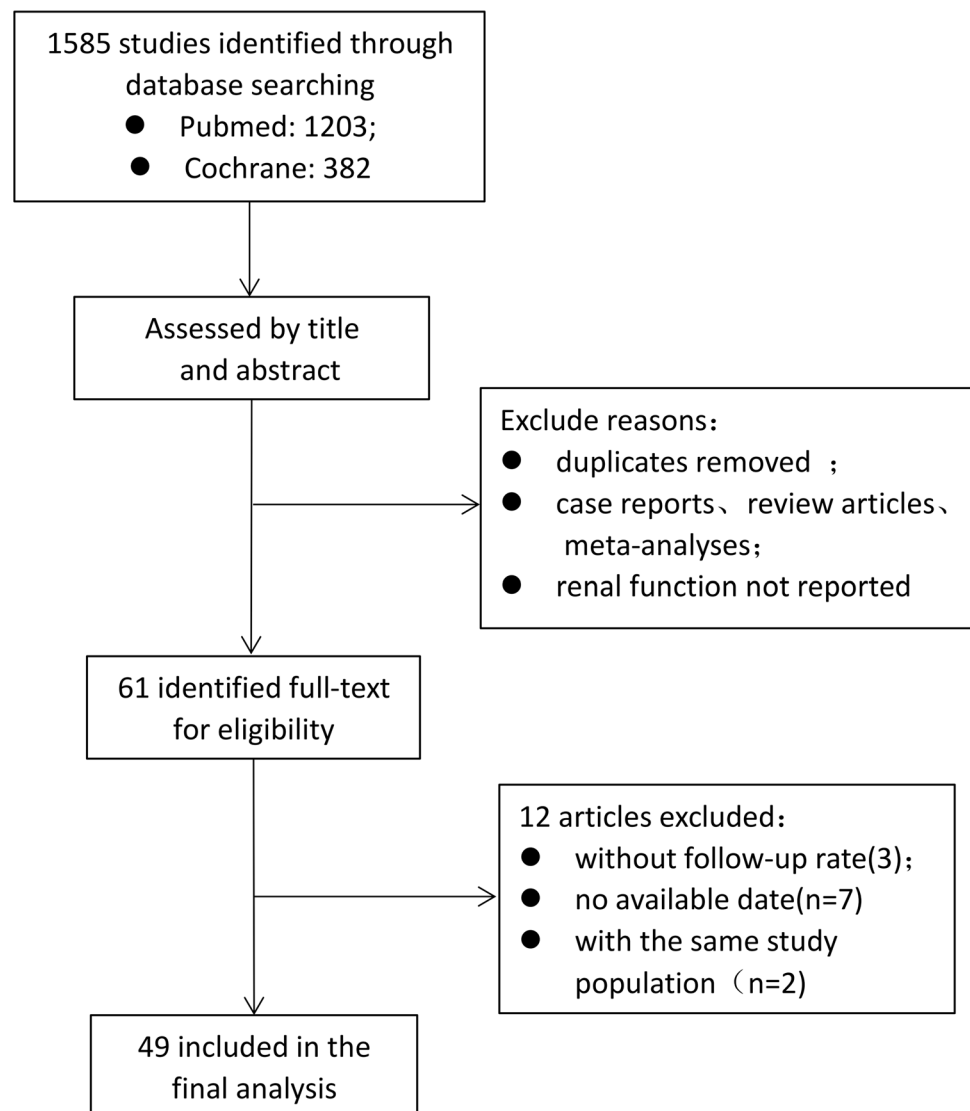 1585 studies identified through
database searching
● Pubmed: 1203;
● Cochrane: 382
Assessed by title
and abstract
Exclude reasons：
● duplicates removed ；
● case reports、review articles、
meta-analyses；
● renal function not reported
61 identified full-text
for eligibility
12 articles excluded：
● without follow-up rate(3)；
● no available date(n=7)
● with the same study
population（n=2)
49 included in the
final analysis